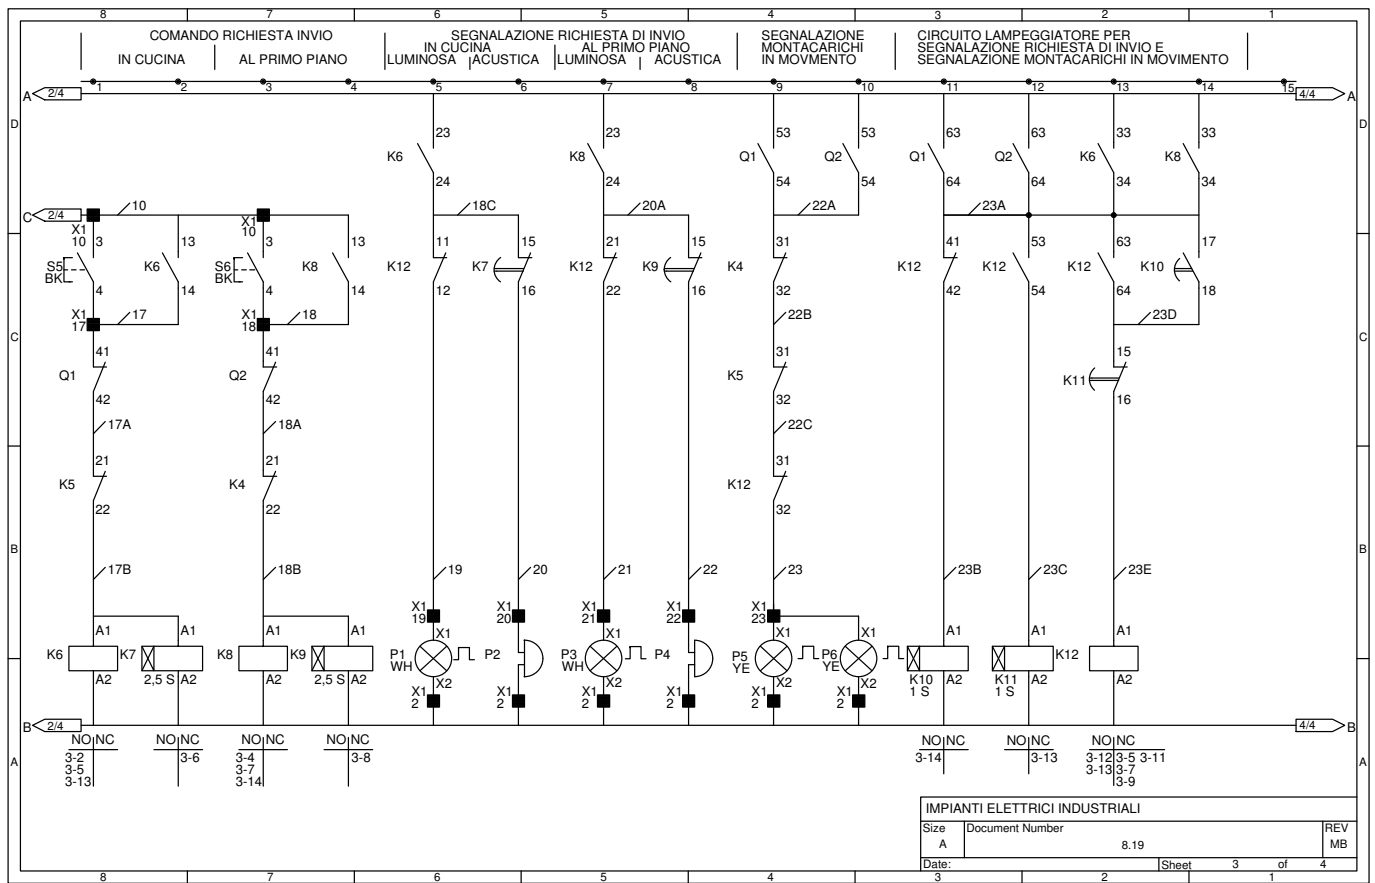 8 7 6 5 4 3 2 1
COMANDO RICHIESTA INVIO
IN CUCINA
AL PRIMO PIANO
SEGNALAZIONE RICHIESTA DI INVIO
IN CUCINA
AL PRIMO PIANO
LUMINOSA
ACUSTICA
LUMINOSA
ACUSTICA
SEGNALAZIONE
MONTACARICHI
IN MOVMENTO
CIRCUITO LAMPEGGIATORE PER
SEGNALAZIONE RICHIESTA DI INVIO E
SEGNALAZIONE MONTACARICHI IN MOVIMENTO
A 2/4 1 2 3 4 5 6 7 8 9 10 11 12 13 14 15 4/4 A
D D
23 23 53 53 63 63 33 33
K6 K8 Q1 Q2 Q1 Q2 K6 K8
24 24 54 54 64 64 34 34
C 2/4 10 18C 20A 22A 23A
X1 X1
10 3 13 10 3 13 11 15 21 15 31 41 53 63 17
S5 K6 S6 K8 K12 K7 K12 K9 K4 K12 K12 K12 K10
BK BK
4 14 4 14 12 16 22 16 32 42 54 64 18
X1 17 X1 18 22B 23D
17 18
C C
41 41 31 15
Q1 Q2 K5 K11
42 42 32 16
17A 18A 22C
21 21 31
K5 K4 K12
22 22 32
B B
17B 18B 19 20 21 22 23 23B 23C 23E
X1 X1 X1 X1 X1
19 20 21 22 23
A1 A1 A1 A1 X1 X1 X1 X1 A1 A1 A1
K6 K7 K8 K9 P1 P2 P3 P4 P5 P6 K12
WH WH YE YE
A2 2,5 S A2 A2 2,5 S A2 X2 X2 X2 X2 K10 A2 K11 A2 A2
1 S 1 S
X1 X1 X1 X1 X1 X1
2 2 2 2 2 2
B 2/4 4/4 B
NO NC NO NC NO NC NO NC NO NC NO NC NO NC
3-2 3-6 3-4 3-8 3-14 3-13 3-12 3-5 3-11
3-5 3-7 3-13 3-7
3-13 3-14 3-9
A A
IMPIANTI ELETTRICI INDUSTRIALI
Size Document Number REV
A 8.19 MB
Date: Sheet 3 of 4
8 7 6 5 4 3 2 1